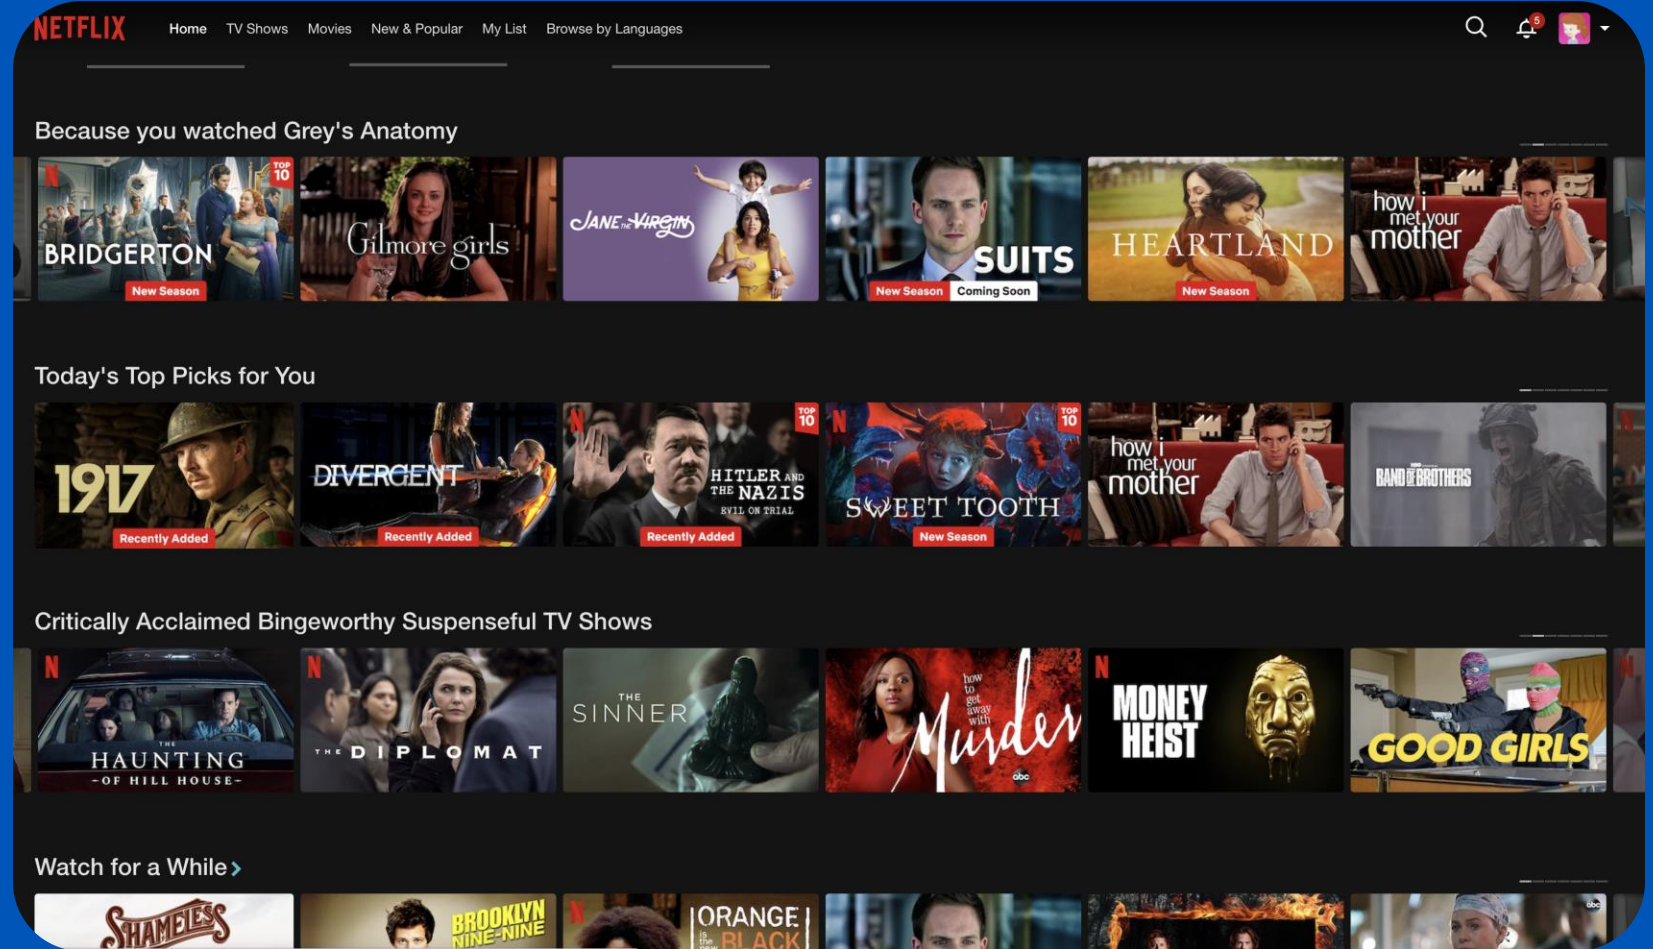 NETFLIX
Home TV Shows Movies New & Popular My List Browse by Languages
5
Because you watched Grey's Anatomy
N
TOP
10
BRIDGERTON
New Season
Gilmore girls
JANE THE VIRGIN
SUITS
New Season Coming Soon
HEARTLAND
New Season
how i
met your
mother
Today's Top Picks for You
1917
Recently Added
DIVERGENT
Recently Added
N
TOP
10
HITLER AND
THE NAZIS
EVIL ON TRIAL
Recently Added
N
TOP
10
SWEET TOOTH
New Season
how i
met your
mother
BAND OF BROTHERS
Critically Acclaimed Bingeworthy Suspenseful TV Shows
N
THE
HAUNTING
-OF HILL HOUSE-
N
THE DIPLOMAT
THE
SINNER
how
to
get
away
with
Murder
abc
N
MONEY
HEIST
GOOD GIRLS
Watch for a While
SHAMELESS
BROOKLYN
NINE-NINE
N
ORANGE
is
the
new
BLACK
abc